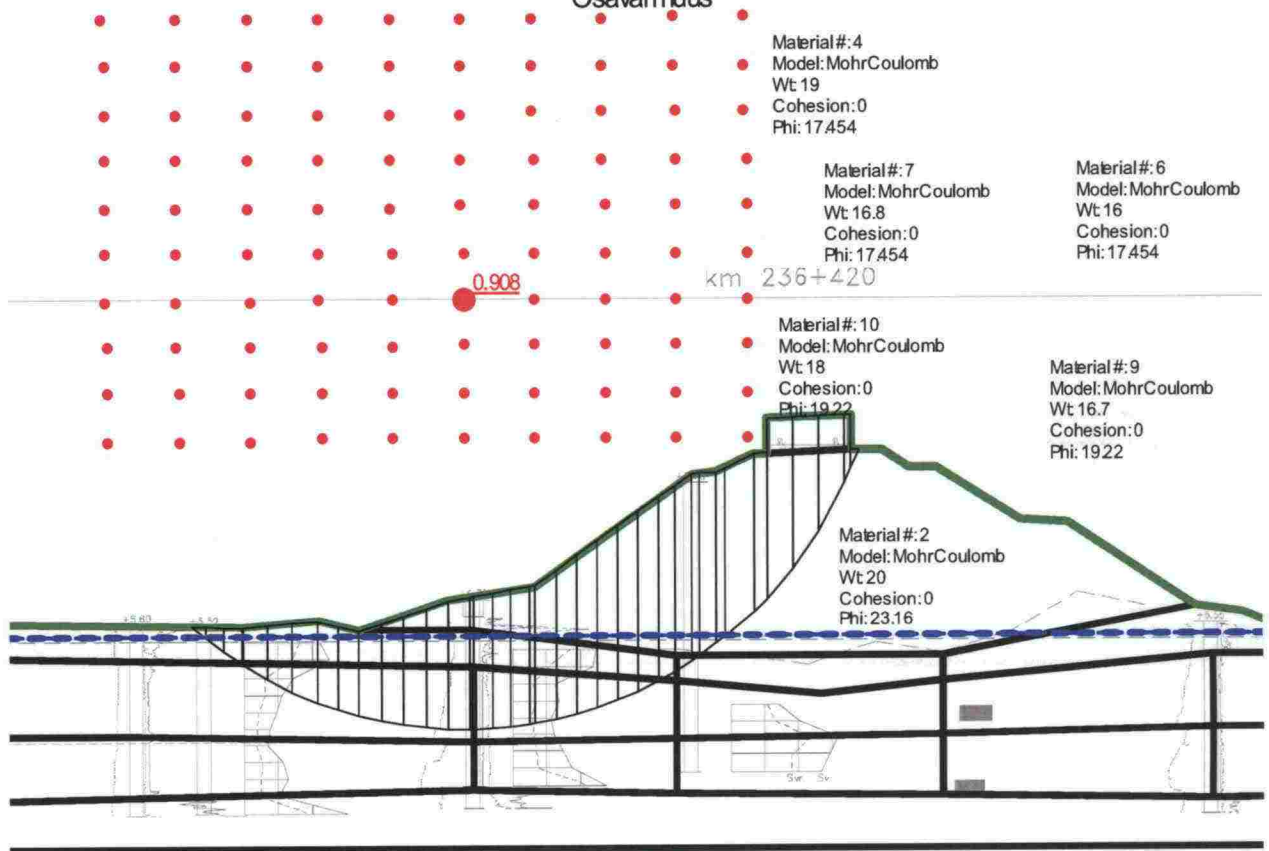 Osavarmuus
Material #: 4
Model: MohrCoulomb
Wt: 19
Cohesion: 0
Phi: 17.454
Material #: 7
Model: MohrCoulomb
Wt: 16.8
Cohesion: 0
Phi: 17.454
Material #: 6
Model: MohrCoulomb
Wt: 16
Cohesion: 0
Phi: 17.454
0.908
km 236+420
Material #: 10
Model: MohrCoulomb
Wt: 18
Cohesion: 0
Phi: 19.22
Material #: 9
Model: MohrCoulomb
Wt: 16.7
Cohesion: 0
Phi: 19.22
Material #: 2
Model: MohrCoulomb
Wt: 20
Cohesion: 0
Phi: 23.16
Svr Sv